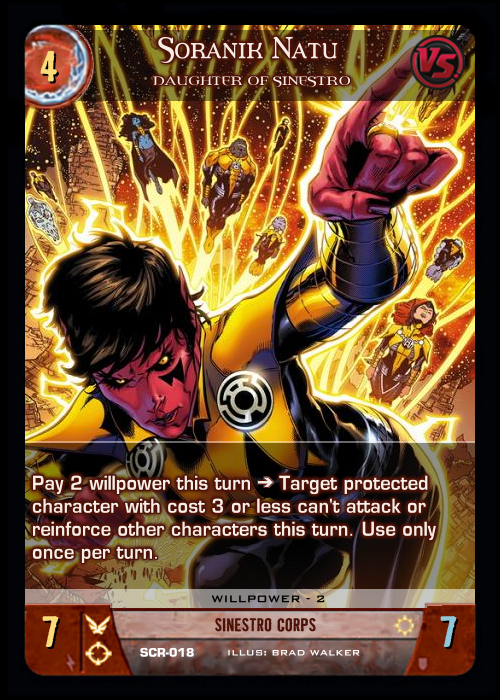 4
Soranik Natu
VS.
Daughter of Sinestro
Pay 2 willpower this turn ➔ Target protected
character with cost 3 or less can't attack or
reinforce other characters this turn. Use only
once per turn.
WILLPOWER - 2
7
SINESTRO CORPS
7
SCR-018 ILLUS: BRAD WALKER